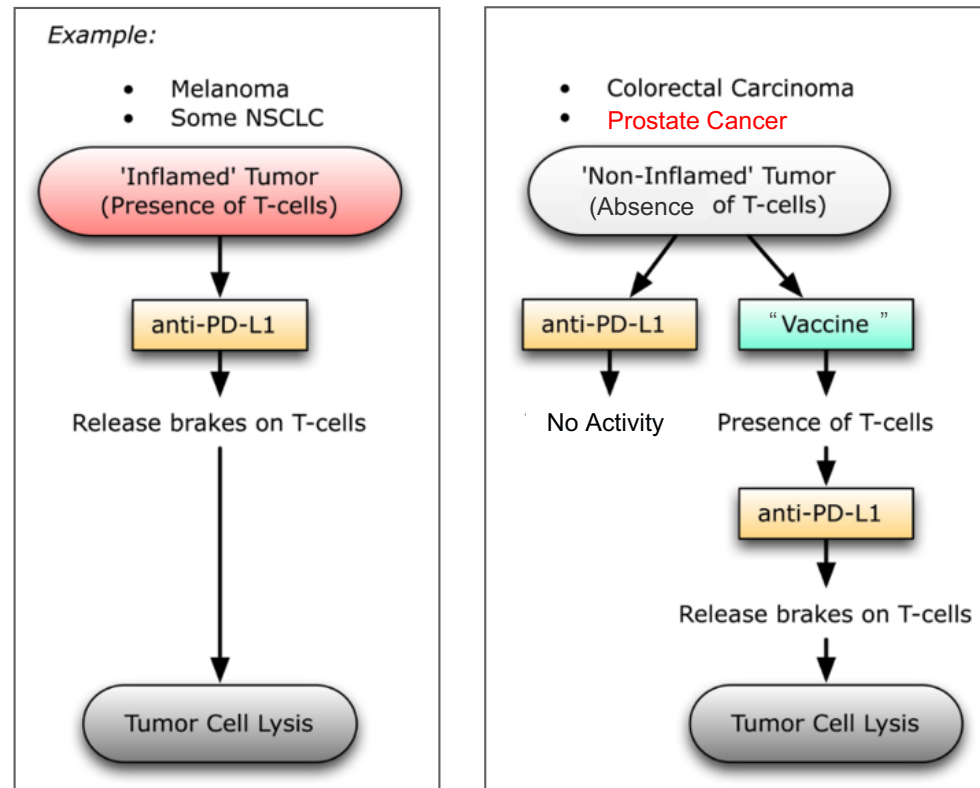 Example:
• Melanoma
• Some NSCLC
'Inflamed' Tumor
(Presence of T-cells)
anti-PD-L1
Release brakes on T-cells
Tumor Cell Lysis
• Colorectal Carcinoma
• Prostate Cancer
'Non-Inflamed' Tumor
(Absence of T-cells)
anti-PD-L1
“Vaccine ”
No Activity
Presence of T-cells
anti-PD-L1
Release brakes on T-cells
Tumor Cell Lysis